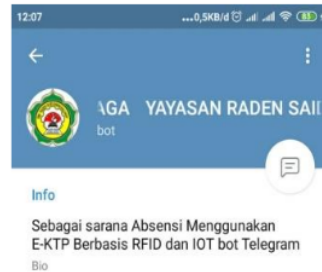 12:07 ...0,5KB/d 83
AGA YAYASAN RADEN SAI
bot
Info
Sebagai sarana Absensi Menggunakan
E-KTP Berbasis RFID dan IOT bot Telegram
Bio